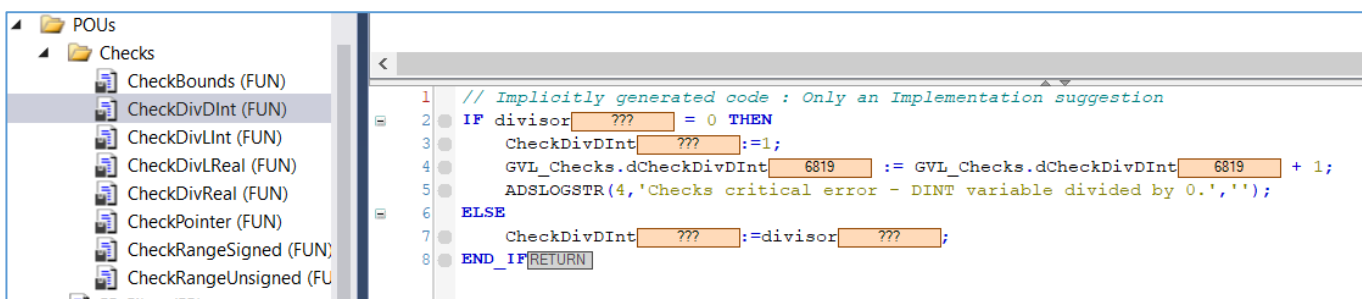 POUs
Checks
CheckBounds (FUN)
CheckDivDInt (FUN)
CheckDivLInt (FUN)
CheckDivLReal (FUN)
CheckDivReal (FUN)
CheckPointer (FUN)
CheckRangeSigned (FUN)
CheckRangeUnsigned (FU
1 // Implicitly generated code : Only an Implementation suggestion
2 IF divisor ??? = 0 THEN
3 CheckDivDInt ??? :=1;
4 GVL_Checks.dCheckDivDInt 6819 := GVL_Checks.dCheckDivDInt 6819 + 1;
5 ADSLOGSTR(4,'Checks critical error - DINT variable divided by 0.','');
6 ELSE
7 CheckDivDInt ??? :=divisor ??? ;
8 END_IF RETURN